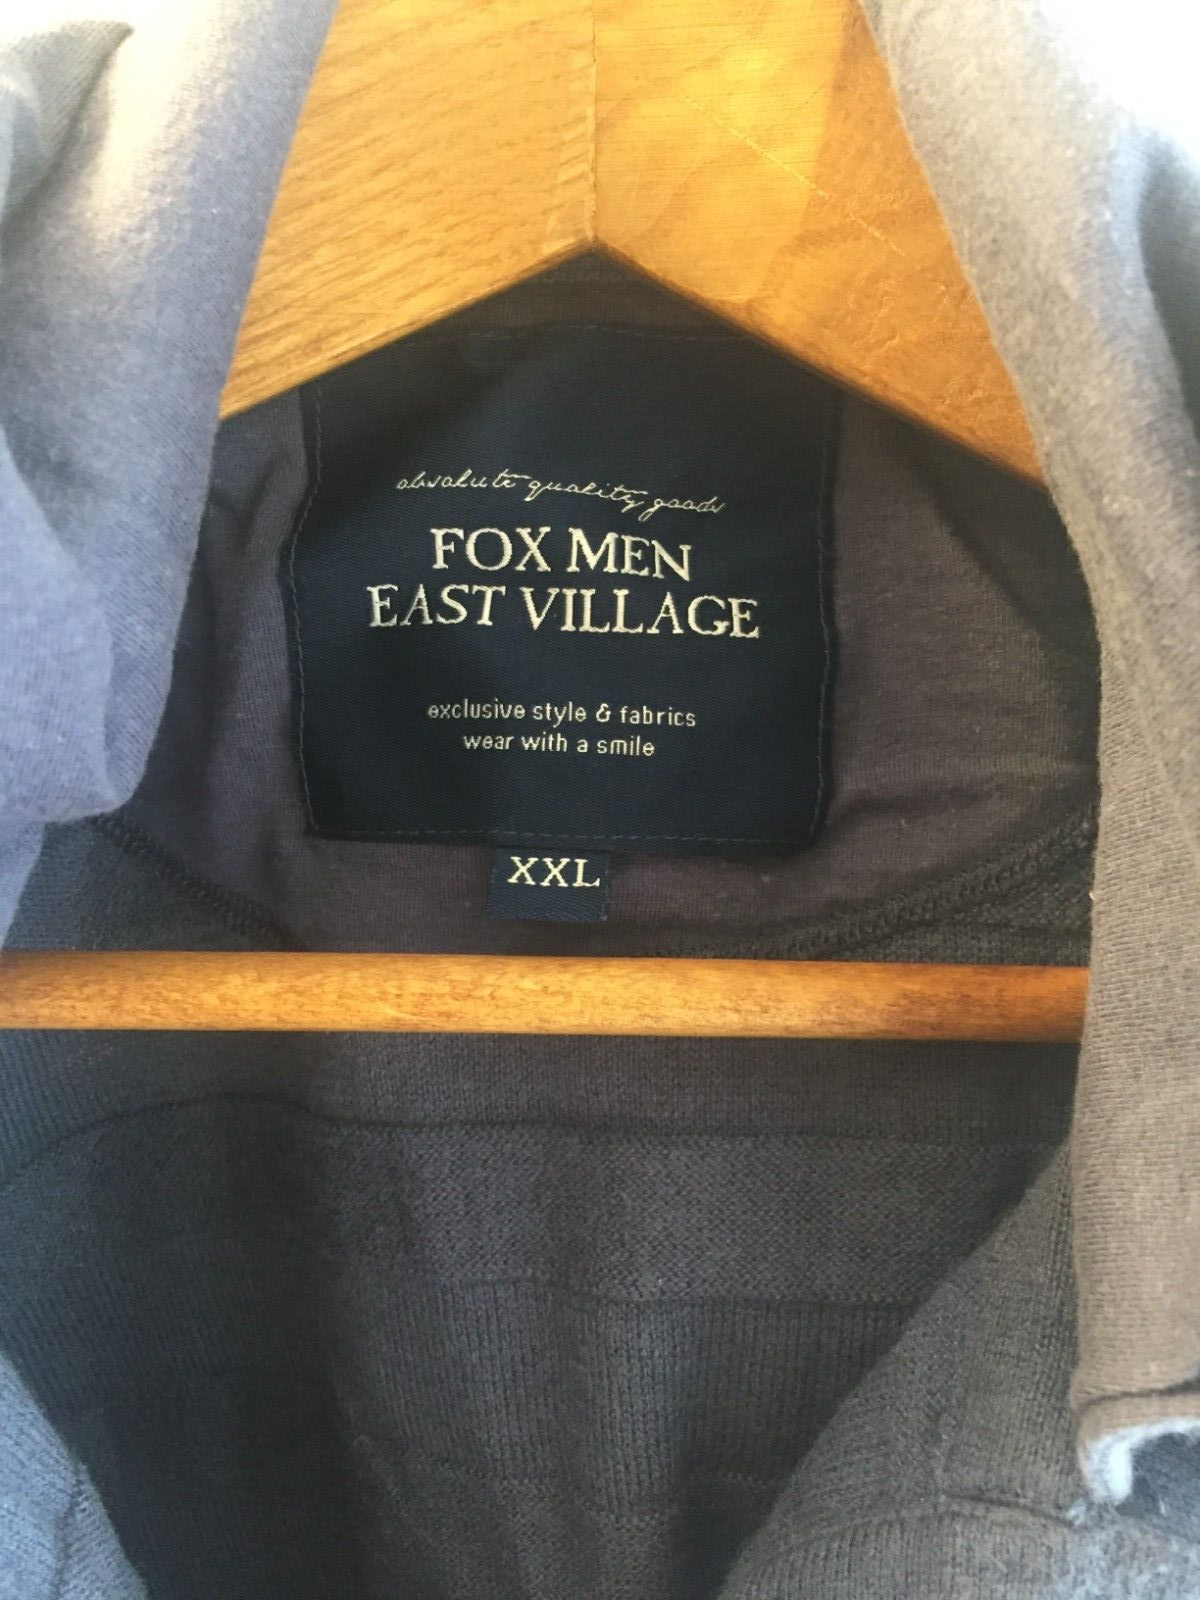 absolute quality goods
FOX MEN
EAST VILLAGE
exclusive style & fabrics
wear with a smile
XXL